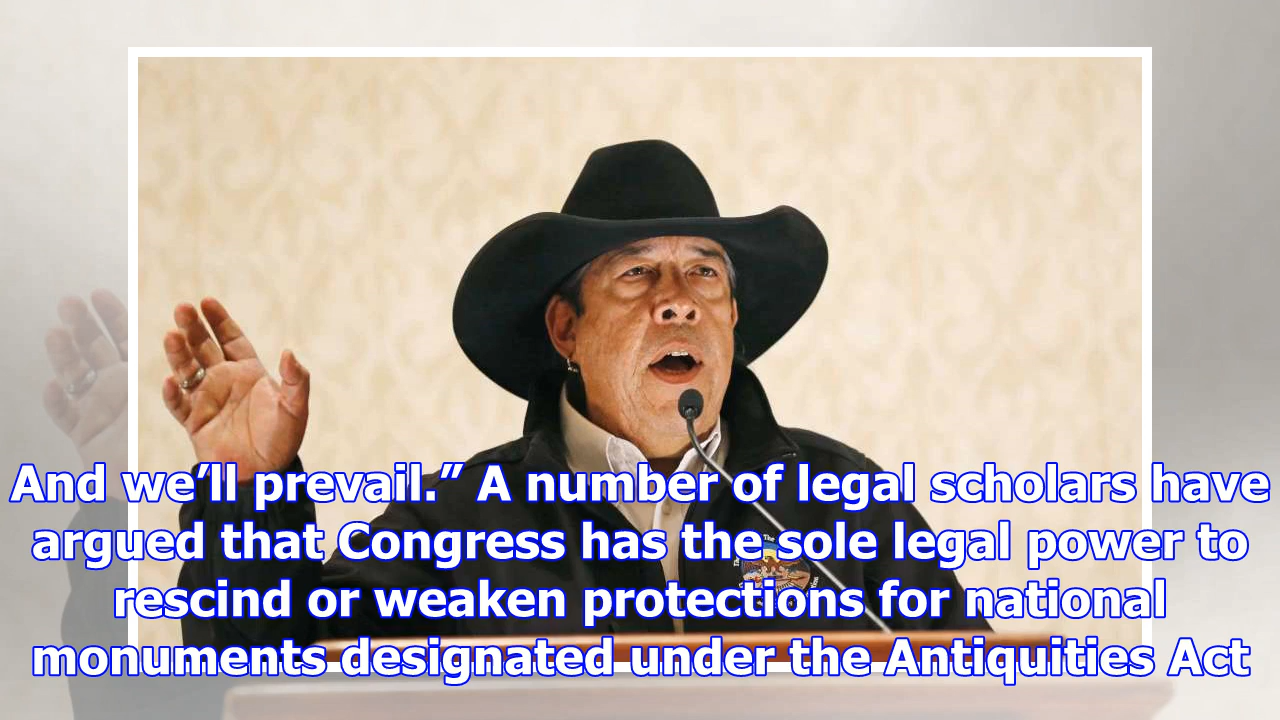 And we’ll prevail.” A number of legal scholars have
argued that Congress has the sole legal power to
rescind or weaken protections for national
monuments designated under the Antiquities Act